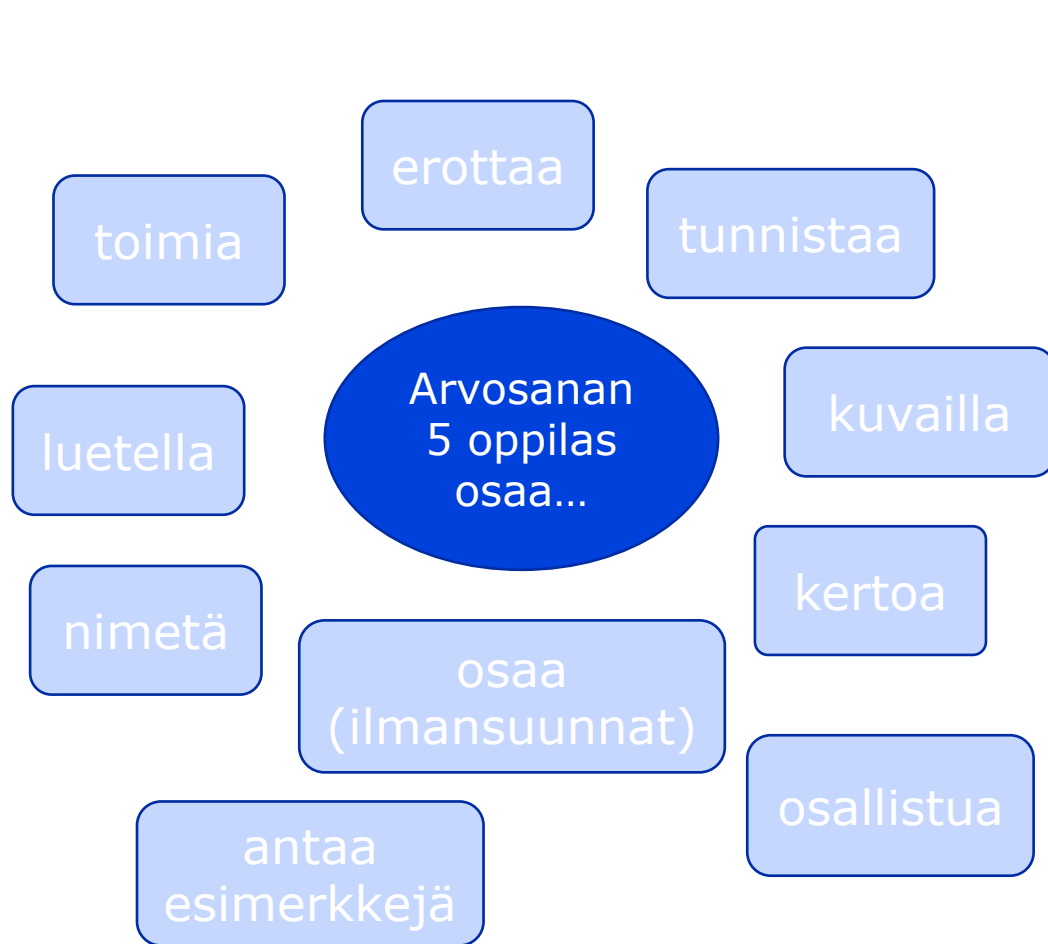 erottaa
toimia
tunnistaa
Arvosanan
5 oppilas
osaa…
kuvailla
luetella
kertoa
nimetä
osaa
(ilmansuunnat)
osallistua
antaa
esimerkkejä